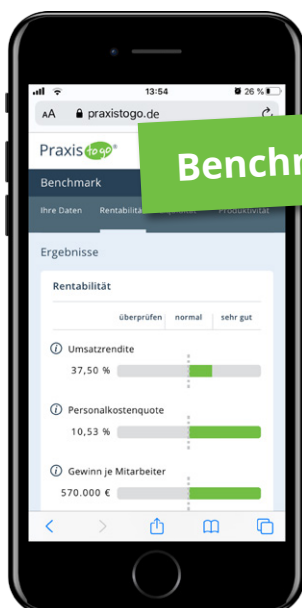 13:54
26 %
AA praxistogo.de
Praxis to go®
Benchm
Benchmark
Ihre Daten Rentabilität Produktivität
Ergebnisse
Rentabilität
überprüfen normal sehr gut
i Umsatzrendite
37,50 %
i Personalkostenquote
10,53 %
i Gewinn je Mitarbeiter
570.000 €